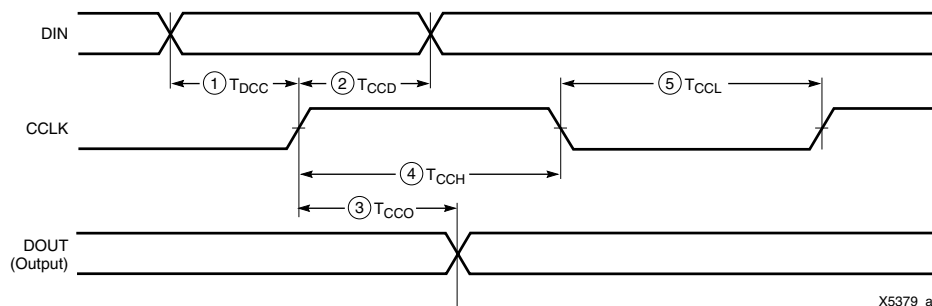 DIN
① T_DCC
② T_CCD
⑤ T_CCL
CCLK
④ T_CCH
③ T_CCO
DOUT
(Output)
X5379_a